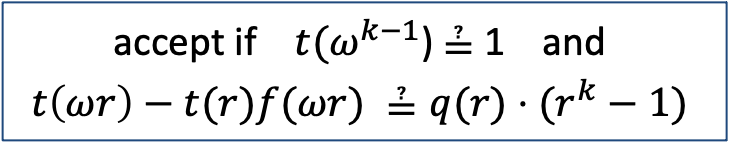 accept if t(ω^{k−1}) ≟ 1 and
t(ωr) − t(r)f(ωr) ≟ q(r) · (r^k − 1)